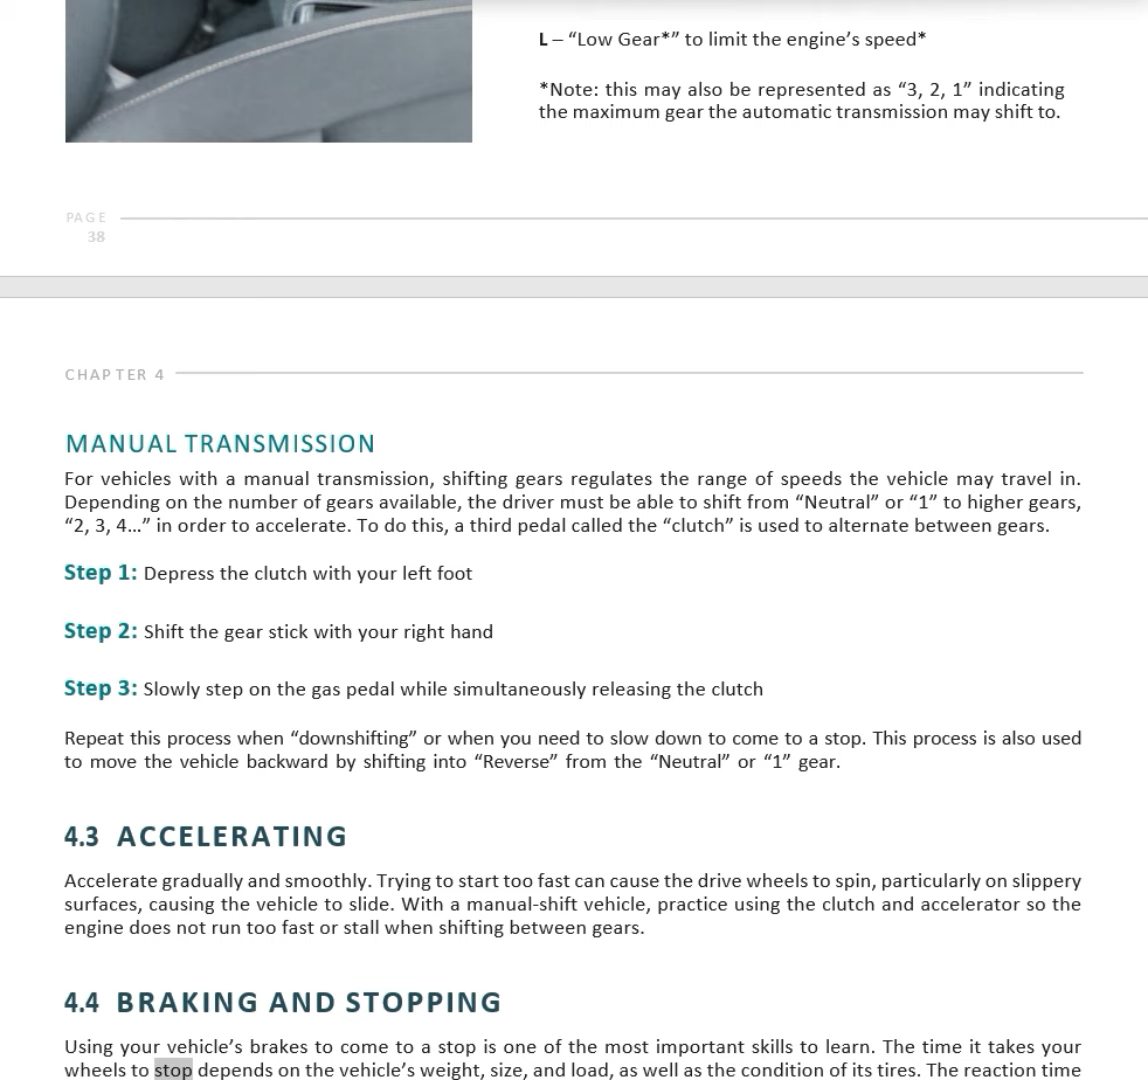 L – “Low Gear*” to limit the engine’s speed*
*Note: this may also be represented as “3, 2, 1” indicating
the maximum gear the automatic transmission may shift to.
PAGE
38
CHAPTER 4
MANUAL TRANSMISSION
For vehicles with a manual transmission, shifting gears regulates the range of speeds the vehicle may travel in.
Depending on the number of gears available, the driver must be able to shift from “Neutral” or “1” to higher gears,
“2, 3, 4…” in order to accelerate. To do this, a third pedal called the “clutch” is used to alternate between gears.
Step 1: Depress the clutch with your left foot
Step 2: Shift the gear stick with your right hand
Step 3: Slowly step on the gas pedal while simultaneously releasing the clutch
Repeat this process when “downshifting” or when you need to slow down to come to a stop. This process is also used
to move the vehicle backward by shifting into “Reverse” from the “Neutral” or “1” gear.
4.3 ACCELERATING
Accelerate gradually and smoothly. Trying to start too fast can cause the drive wheels to spin, particularly on slippery
surfaces, causing the vehicle to slide. With a manual-shift vehicle, practice using the clutch and accelerator so the
engine does not run too fast or stall when shifting between gears.
4.4 BRAKING AND STOPPING
Using your vehicle’s brakes to come to a stop is one of the most important skills to learn. The time it takes your
wheels to stop depends on the vehicle’s weight, size, and load, as well as the condition of its tires. The reaction time